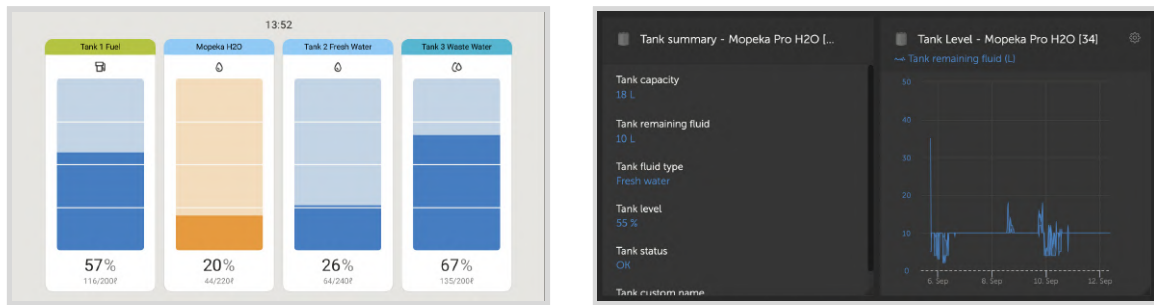 13:52
Tank 1 Fuel
Mopeka H2O
Tank 2 Fresh Water
Tank 3 Waste Water
57%
116/200ℓ
20%
44/220ℓ
26%
64/240ℓ
67%
135/200ℓ
Tank summary - Mopeka Pro H2O [...
Tank capacity
18 L
Tank remaining fluid
10 L
Tank fluid type
Fresh water
Tank level
55 %
Tank status
OK
Tank custom name
Tank Level - Mopeka Pro H2O [34]
Tank remaining fluid (L)
50
40
30
20
10
0
6. Sep
8. Sep
10. Sep
12. Sep